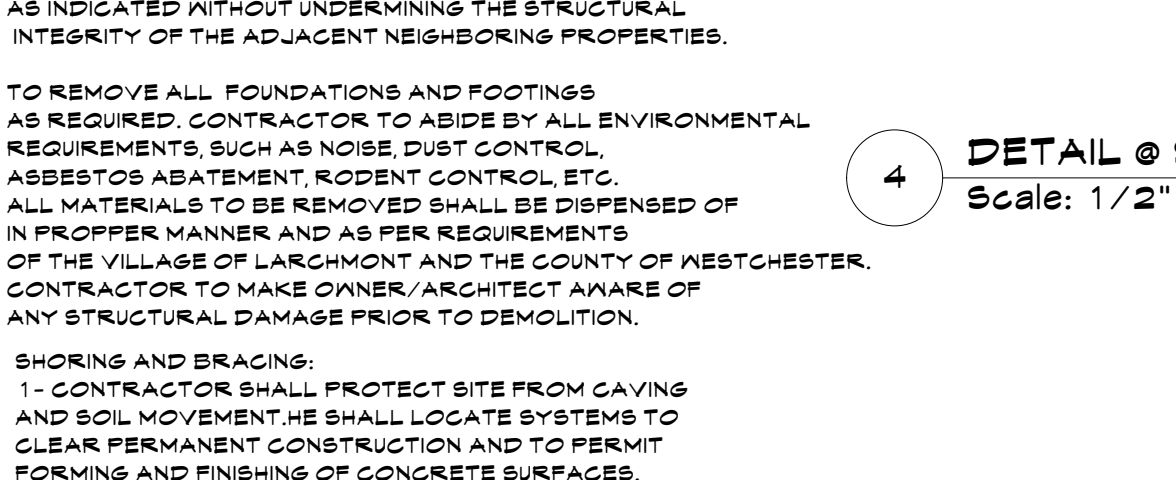 AS INDICATED WITHOUT UNDERMINING THE STRUCTURAL
INTEGRITY OF THE ADJACENT NEIGHBORING PROPERTIES.
TO REMOVE ALL FOUNDATIONS AND FOOTINGS
AS REQUIRED. CONTRACTOR TO ABIDE BY ALL ENVIRONMENTAL
REQUIREMENTS, SUCH AS NOISE, DUST CONTROL,
ASBESTOS ABATEMENT, RODENT CONTROL, ETC.
ALL MATERIALS TO BE REMOVED SHALL BE DISPENSED OF
IN PROPPER MANNER AND AS PER REQUIREMENTS
OF THE VILLAGE OF LARCHMONT AND THE COUNTY OF WESTCHESTER.
CONTRACTOR TO MAKE OWNER/ARCHITECT AWARE OF
ANY STRUCTURAL DAMAGE PRIOR TO DEMOLITION.
SHORING AND BRACING:
1- CONTRACTOR SHALL PROTECT SITE FROM CAVING
AND SOIL MOVEMENT.HE SHALL LOCATE SYSTEMS TO
CLEAR PERMANENT CONSTRUCTION AND TO PERMIT
FORMING AND FINISHING OF CONCRETE SURFACES.
4
DETAIL @
Scale: 1/2"